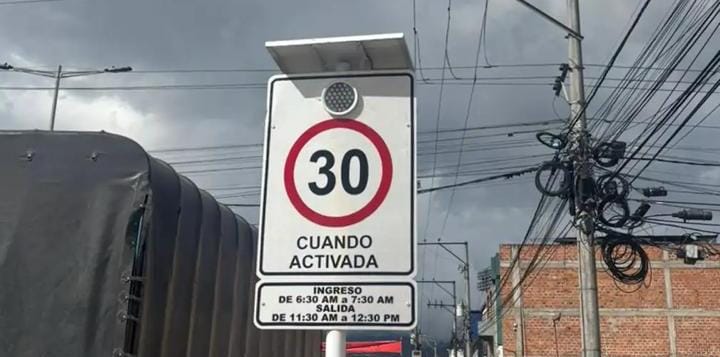 30
CUANDO
ACTIVADA
INGRESO
DE 6:30 AM a 7:30 AM
SALIDA
DE 11:30 AM a 12:30 PM